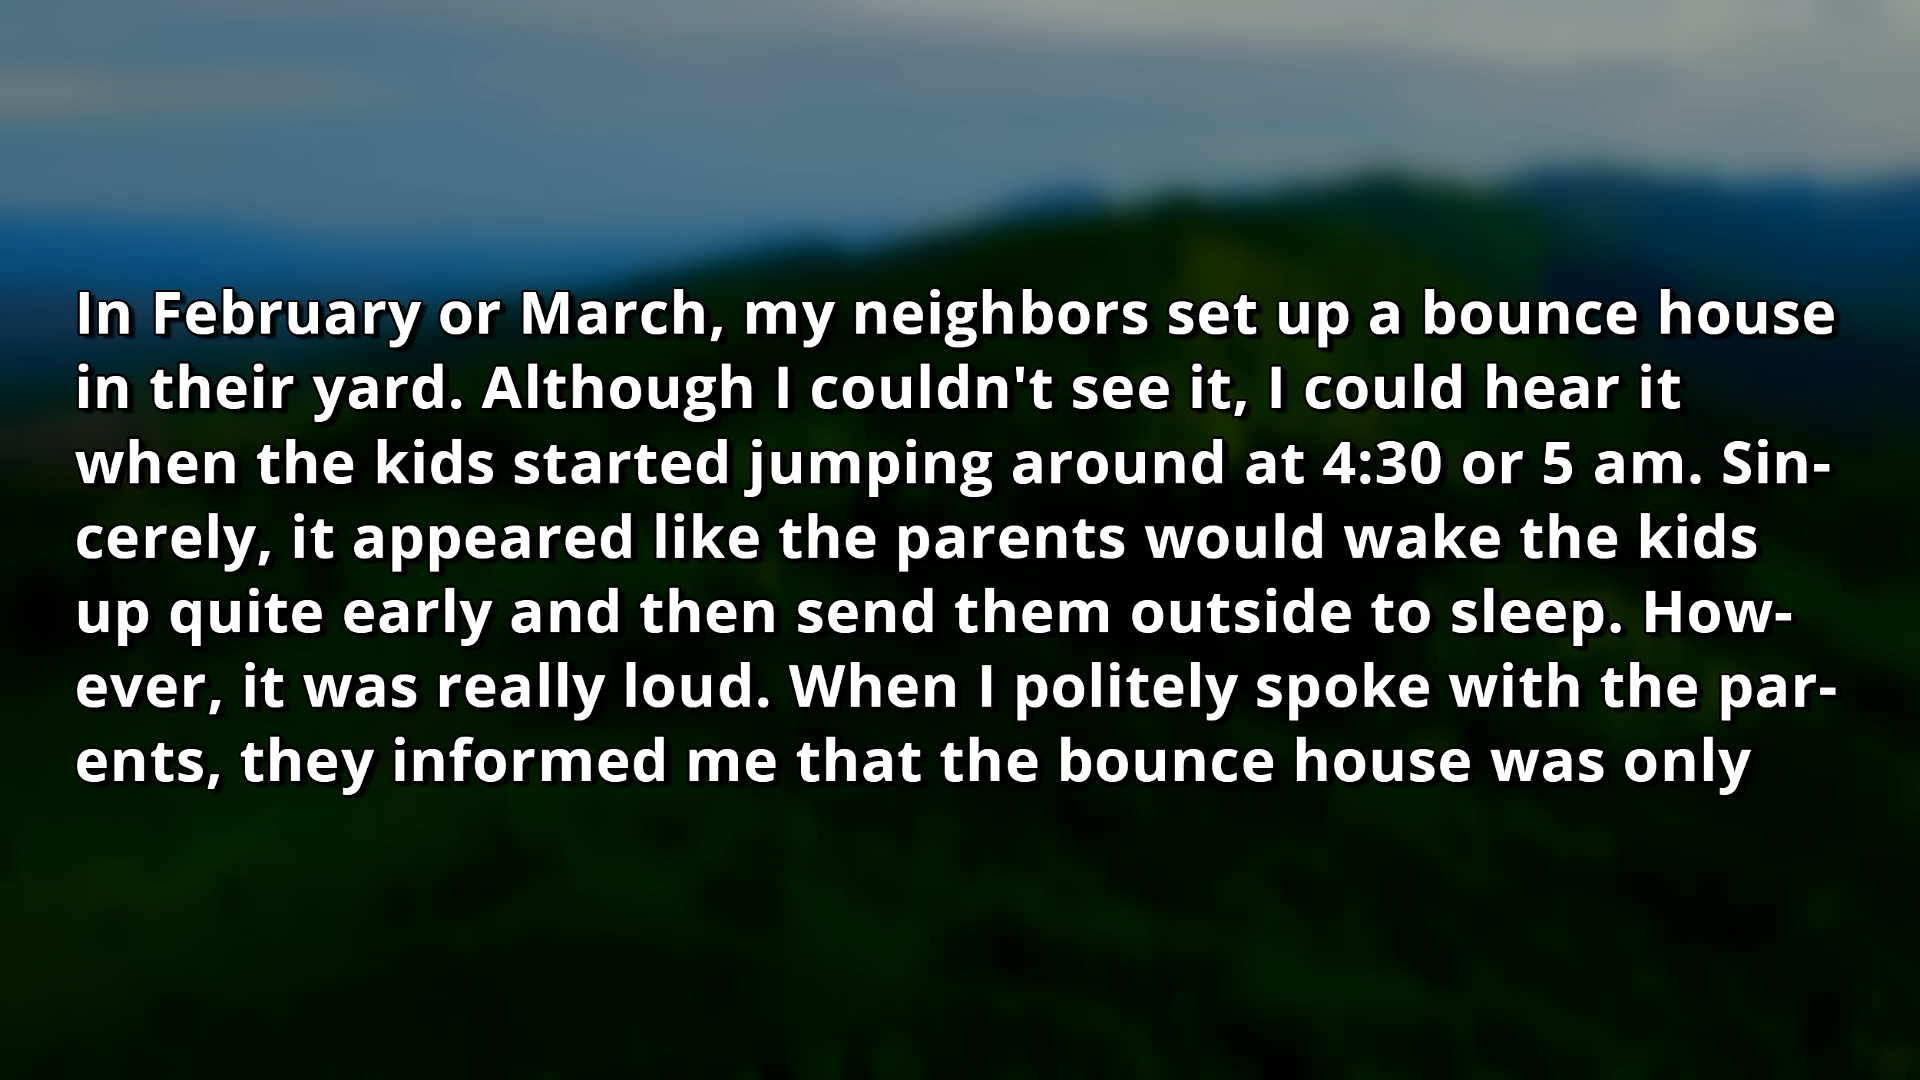 In February or March, my neighbors set up a bounce house
in their yard. Although I couldn't see it, I could hear it
when the kids started jumping around at 4:30 or 5 am. Sin-
cerely, it appeared like the parents would wake the kids
up quite early and then send them outside to sleep. How-
ever, it was really loud. When I politely spoke with the par-
ents, they informed me that the bounce house was only